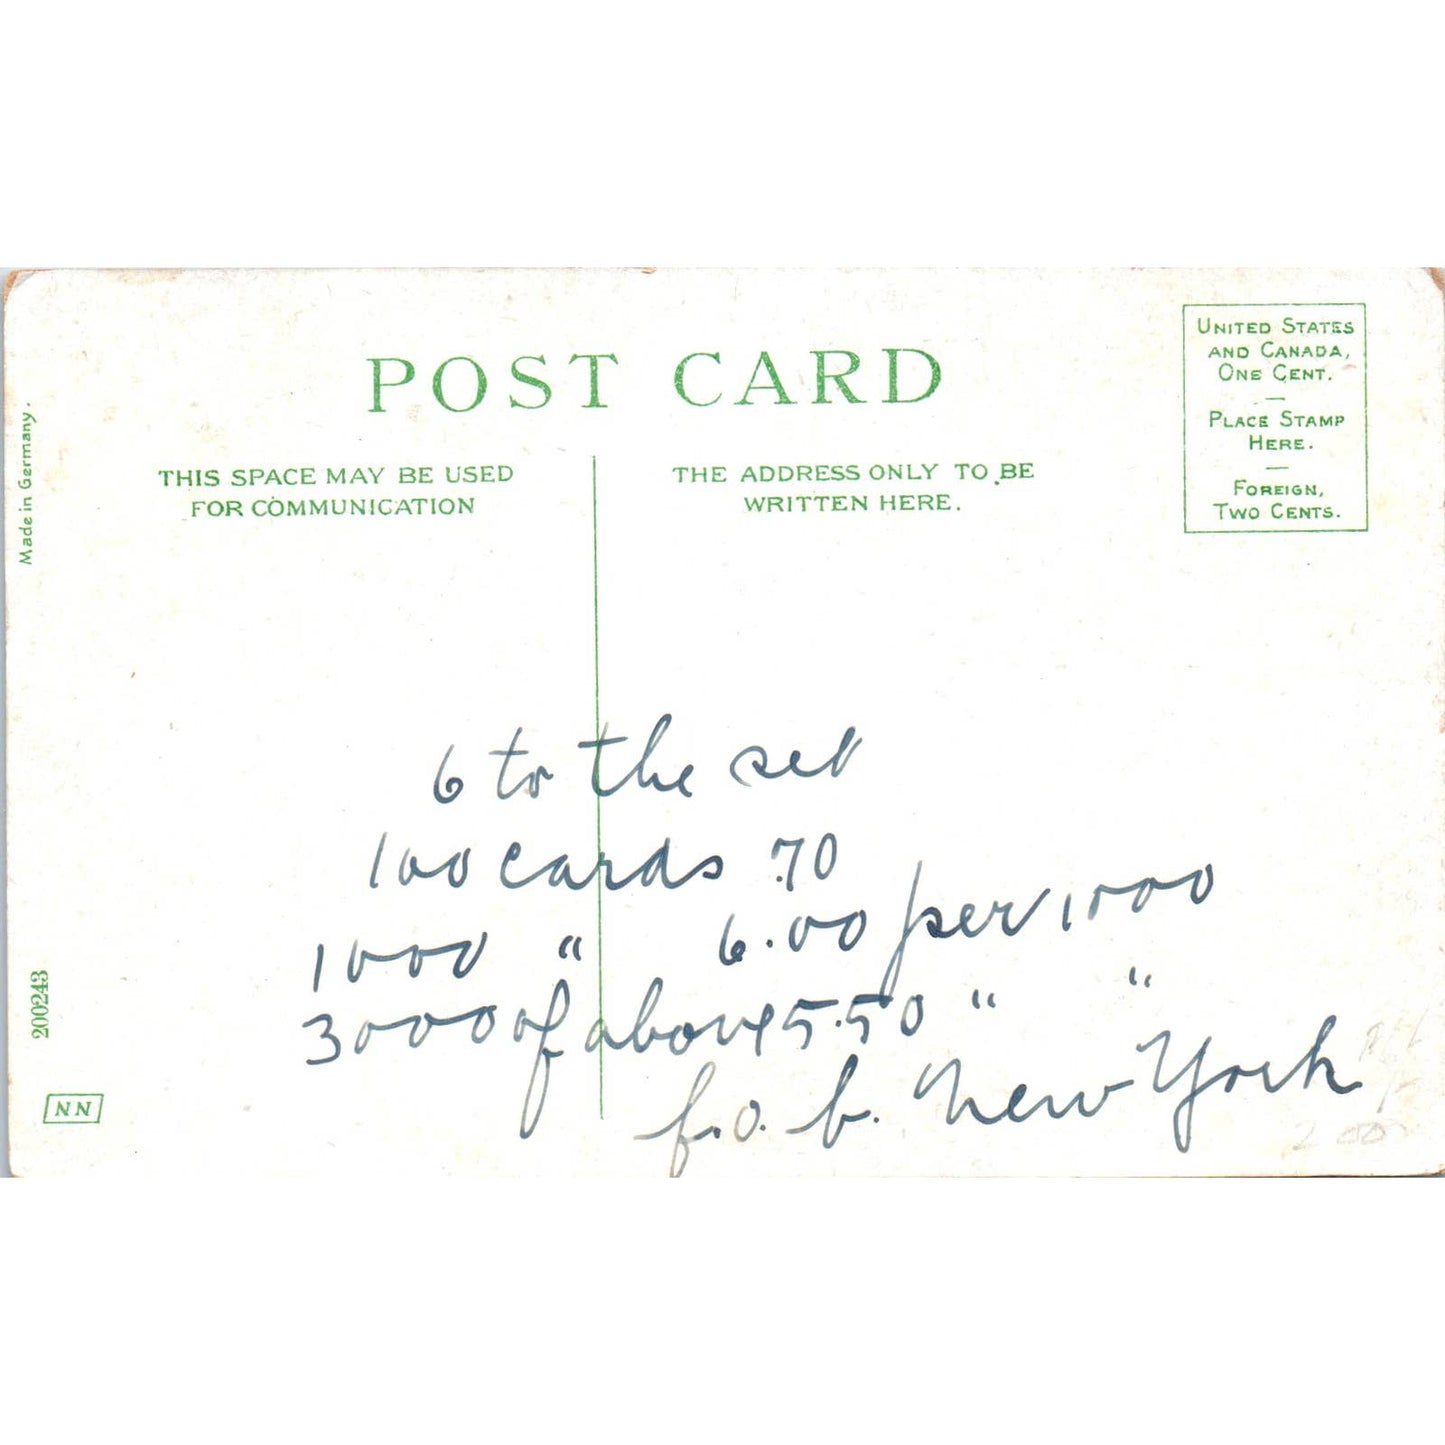 POST CARD
UNITED STATES
AND CANADA,
ONE CENT.
PLACE STAMP
HERE.
FOREIGN,
TWO CENTS.
THIS SPACE MAY BE USED
FOR COMMUNICATION
THE ADDRESS ONLY TO BE
WRITTEN HERE.
Made in Germany.
6 to the set
100 cards .70
1000 " 6.00 per 1000
3000 of above 5.50 " "
f.o.b. New York
200243
NN